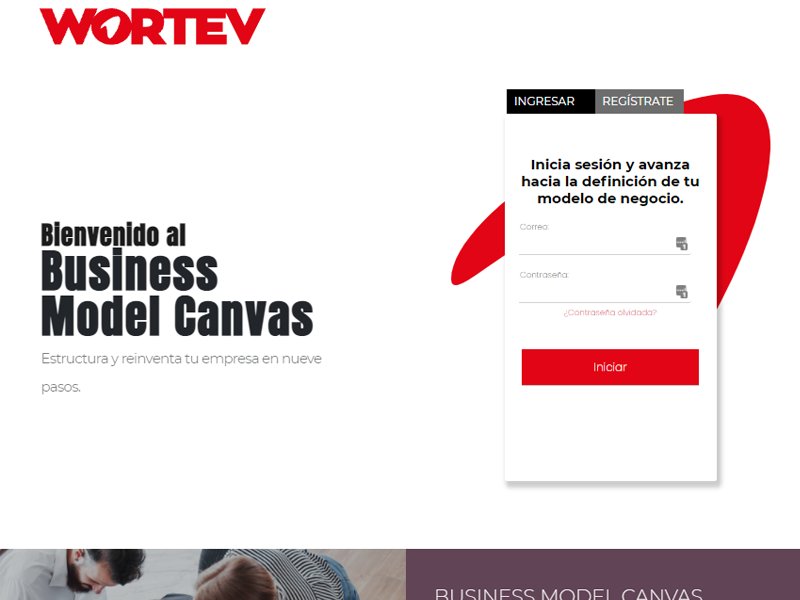 WORTEV
INGRESAR
REGÍSTRATE
Inicia sesión y avanza
hacia la definición de tu
modelo de negocio.
Correo:
Contraseña:
¿Contraseña olvidada?
Iniciar
Bienvenido al
Business
Model Canvas
Estructura y reinventa tu empresa en nueve
pasos.
BUSINESS MODEL CANVAS